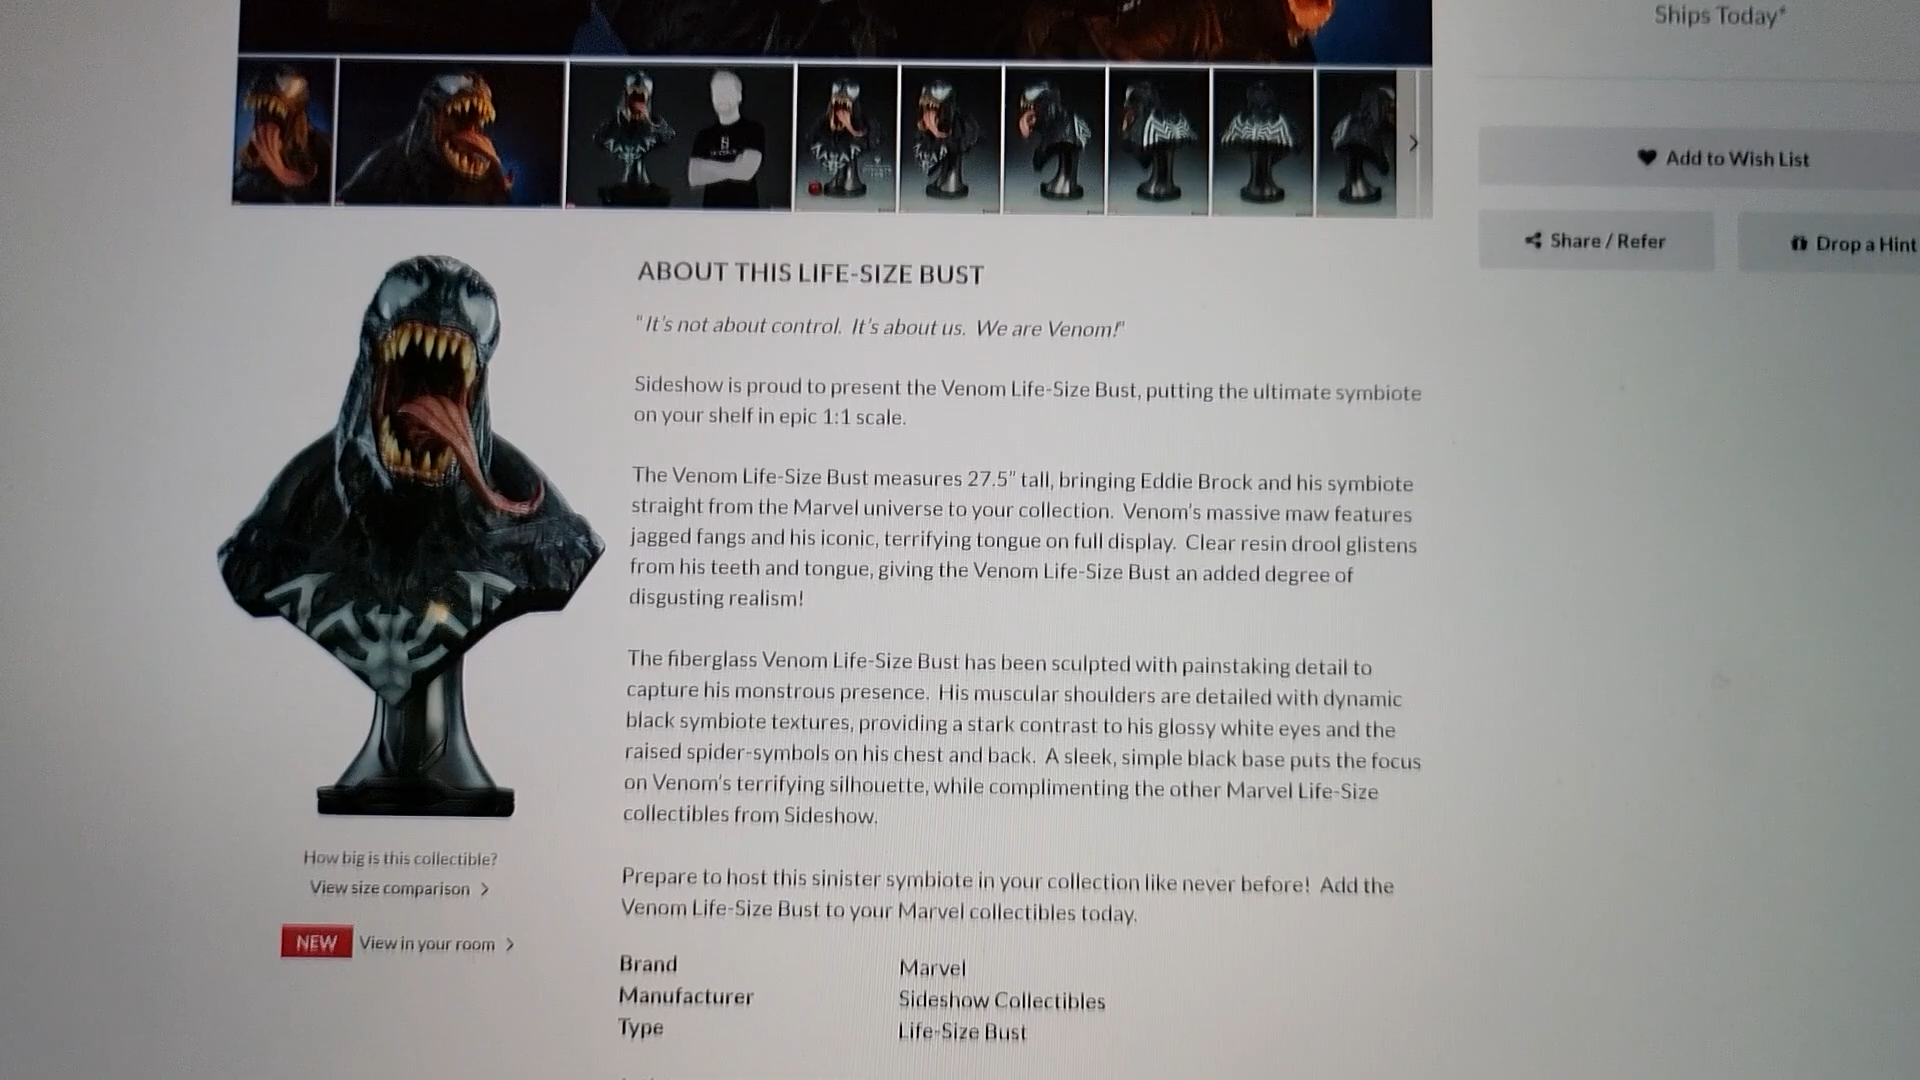 Ships Today*
Add to Wish List
Share / Refer
Drop a Hint
ABOUT THIS LIFE-SIZE BUST
"It's not about control. It's about us. We are Venom!"
Sideshow is proud to present the Venom Life-Size Bust, putting the ultimate symbiote
on your shelf in epic 1:1 scale.
The Venom Life-Size Bust measures 27.5" tall, bringing Eddie Brock and his symbiote
straight from the Marvel universe to your collection. Venom's massive maw features
jagged fangs and his iconic, terrifying tongue on full display. Clear resin drool glistens
from his teeth and tongue, giving the Venom Life-Size Bust an added degree of
disgusting realism!
The fiberglass Venom Life-Size Bust has been sculpted with painstaking detail to
capture his monstrous presence. His muscular shoulders are detailed with dynamic
black symbiote textures, providing a stark contrast to his glossy white eyes and the
raised spider-symbols on his chest and back. A sleek, simple black base puts the focus
on Venom's terrifying silhouette, while complimenting the other Marvel Life-Size
collectibles from Sideshow.
How big is this collectible?
View size comparison >
NEW View in your room >
Prepare to host this sinister symbiote in your collection like never before! Add the
Venom Life-Size Bust to your Marvel collectibles today.
Brand Marvel
Manufacturer Sideshow Collectibles
Type Life-Size Bust